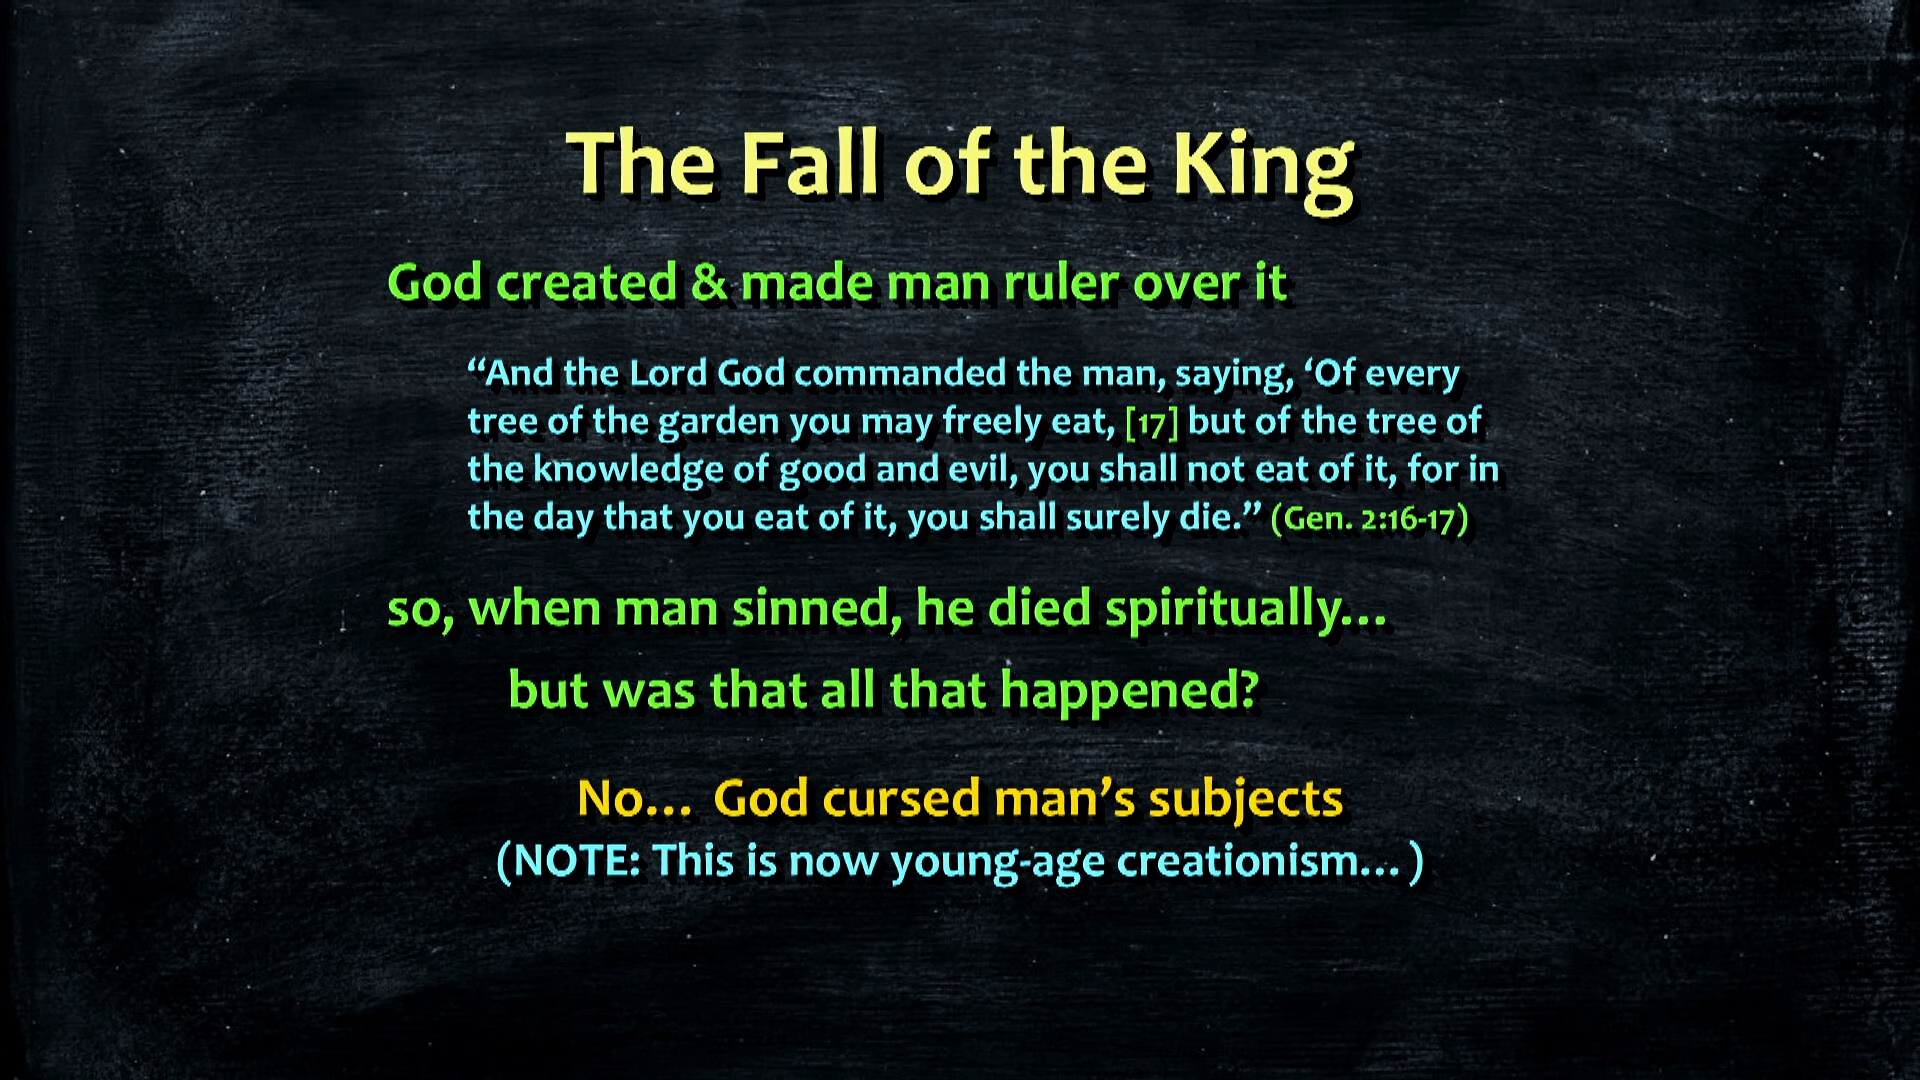 The Fall of the King
God created & made man ruler over it
“And the Lord God commanded the man, saying, ‘Of every
tree of the garden you may freely eat, [17] but of the tree of
the knowledge of good and evil, you shall not eat of it, for in
the day that you eat of it, you shall surely die.” (Gen. 2:16-17)
so, when man sinned, he died spiritually…
but was that all that happened?
No… God cursed man’s subjects
(NOTE: This is now young-age creationism… )